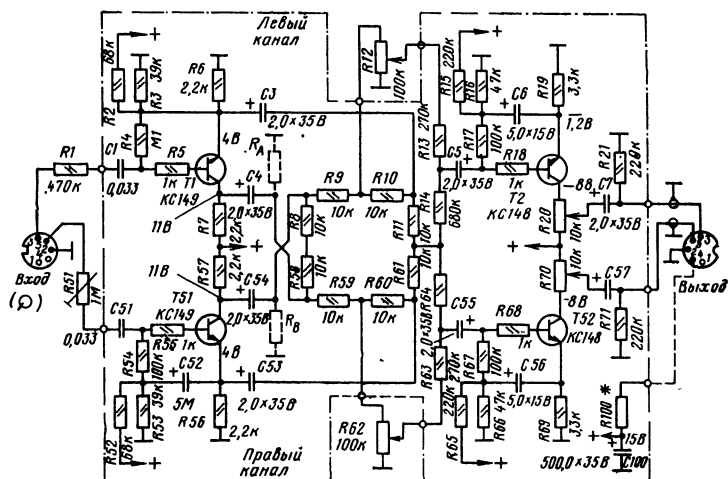 Левый канал
68к
R2
39к
R3
R6
2,2к
C3
2,0×35В
R12
100к
R15
220к
R16
47к
C6
5,0×15В
R19
3,3к
R4
М1
4В
R_A
R13
270к
R17
100к
1,2В
R1
470к
C1
0,033
R5
1к
T1
КС149
C4
2,0×35В
R9
10к
R10
10к
C5
2,0×35В
R18
1к
T2
КС148
C7
2,0×35В
R21
220к
11В
R7
2,2к
R8
10к
R11
10к
R14
680к
R20
10к
Вход
R51
1М
R57
2,2к
11В
R58
10к
R61
10к
R64
R70
10к
Выход
T51
КС149
C54
2,0×35В
R59
10к
R60
10к
C55
2,0×35В
R68
1к
-8В
T52
КС148
C57
R71
220к
C51
0,033
R56
1к
4В
R_B
R54
180к
C52
5М
C53
2,0×35В
R63
270к
R67
100к
C56
5,0×15В
R53
39к
R56
2,2к
R52
68к
R62
100к
R65
220к
R66
47к
R69
3,3к
R100*
15В
C100
500,0×35В
Правый канал